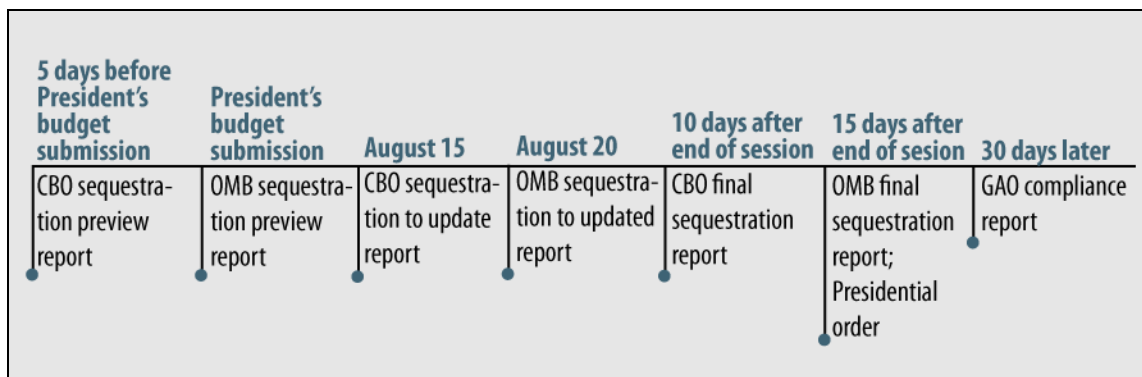 5 days before
President's
budget
submission
President's
budget
submission
August 15
August 20
10 days after
end of session
15 days after
end of sesion
30 days later
CBO sequestra-
tion preview
report
OMB sequestra-
tion preview
report
CBO sequestra-
tion to update
report
OMB sequestra-
tion to updated
report
CBO final
sequestration
report
OMB final
sequestration
report;
Presidential
order
GAO compliance
report